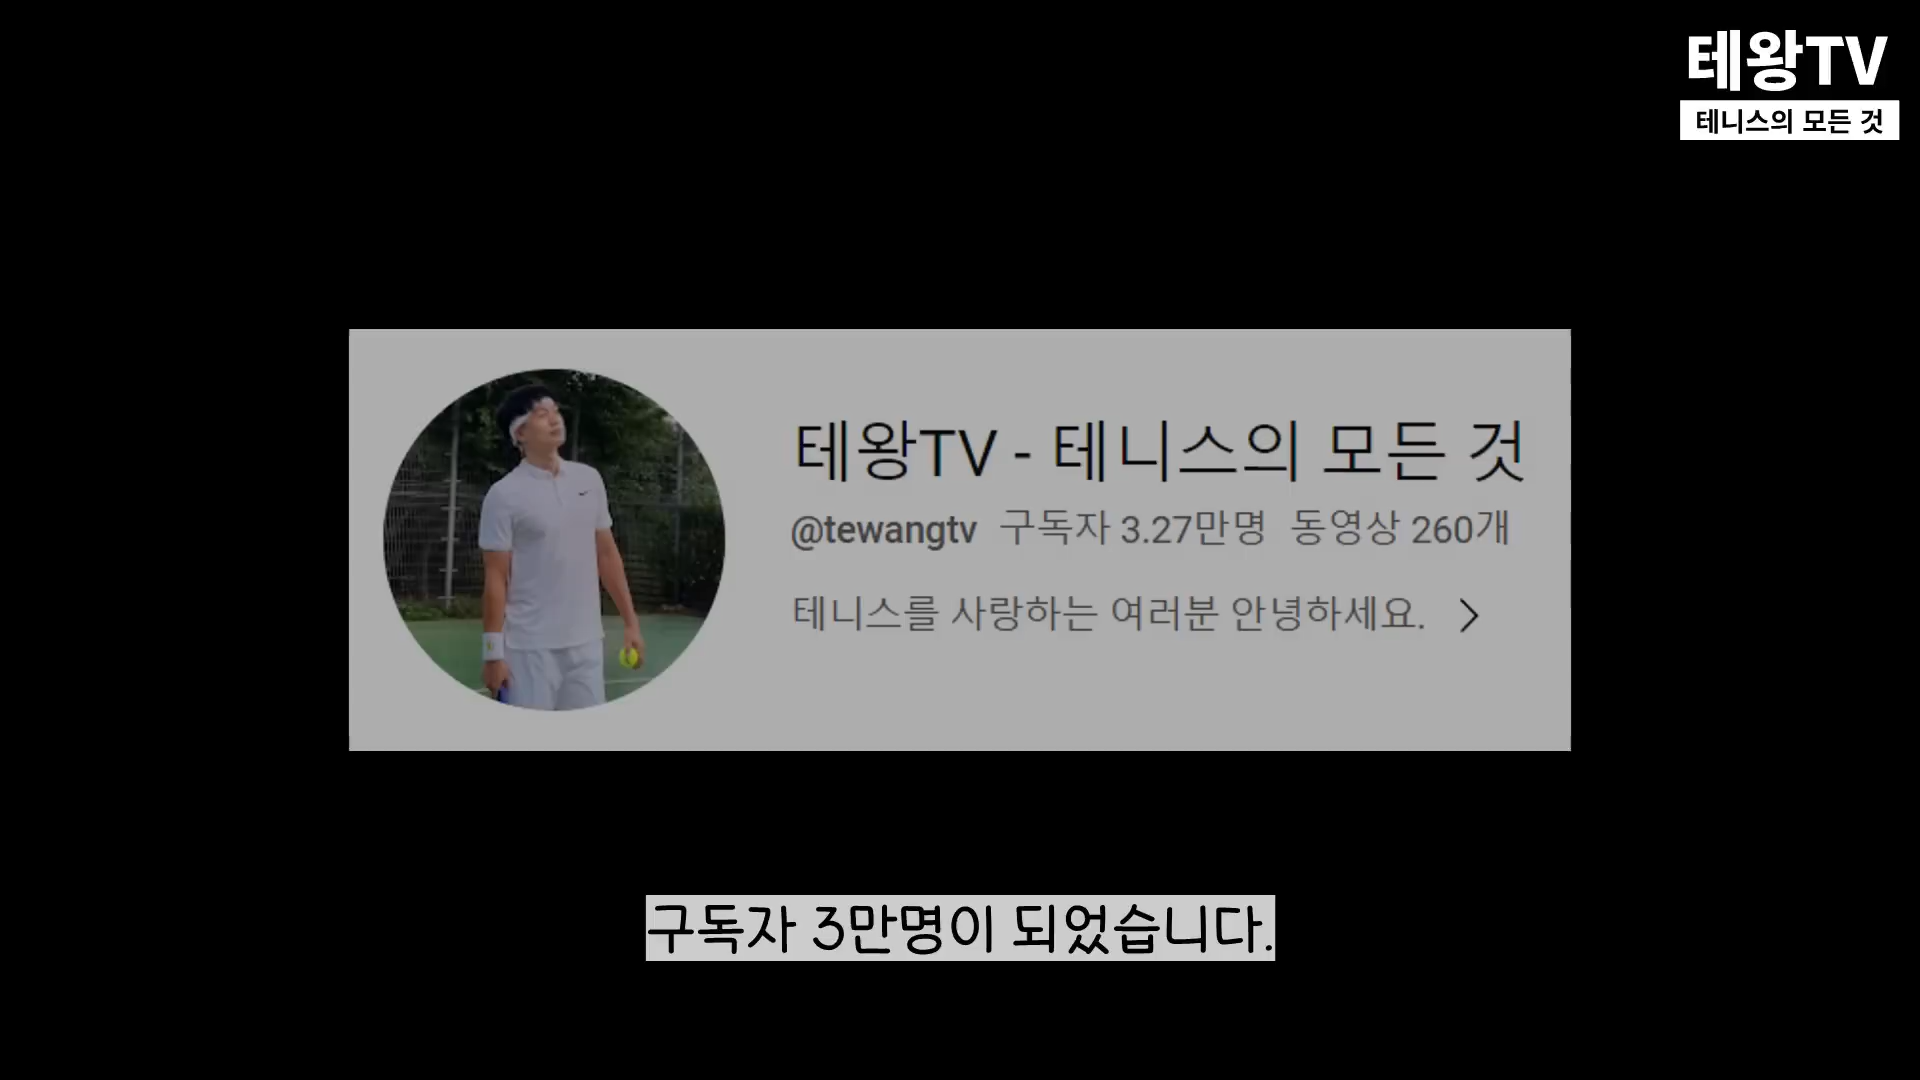 테왕TV
테니스의 모든 것
테왕TV - 테니스의 모든 것
@tewangtv 구독자 3.27만명 동영상 260개
테니스를 사랑하는 여러분 안녕하세요.
구독자 3만명이 되었습니다.